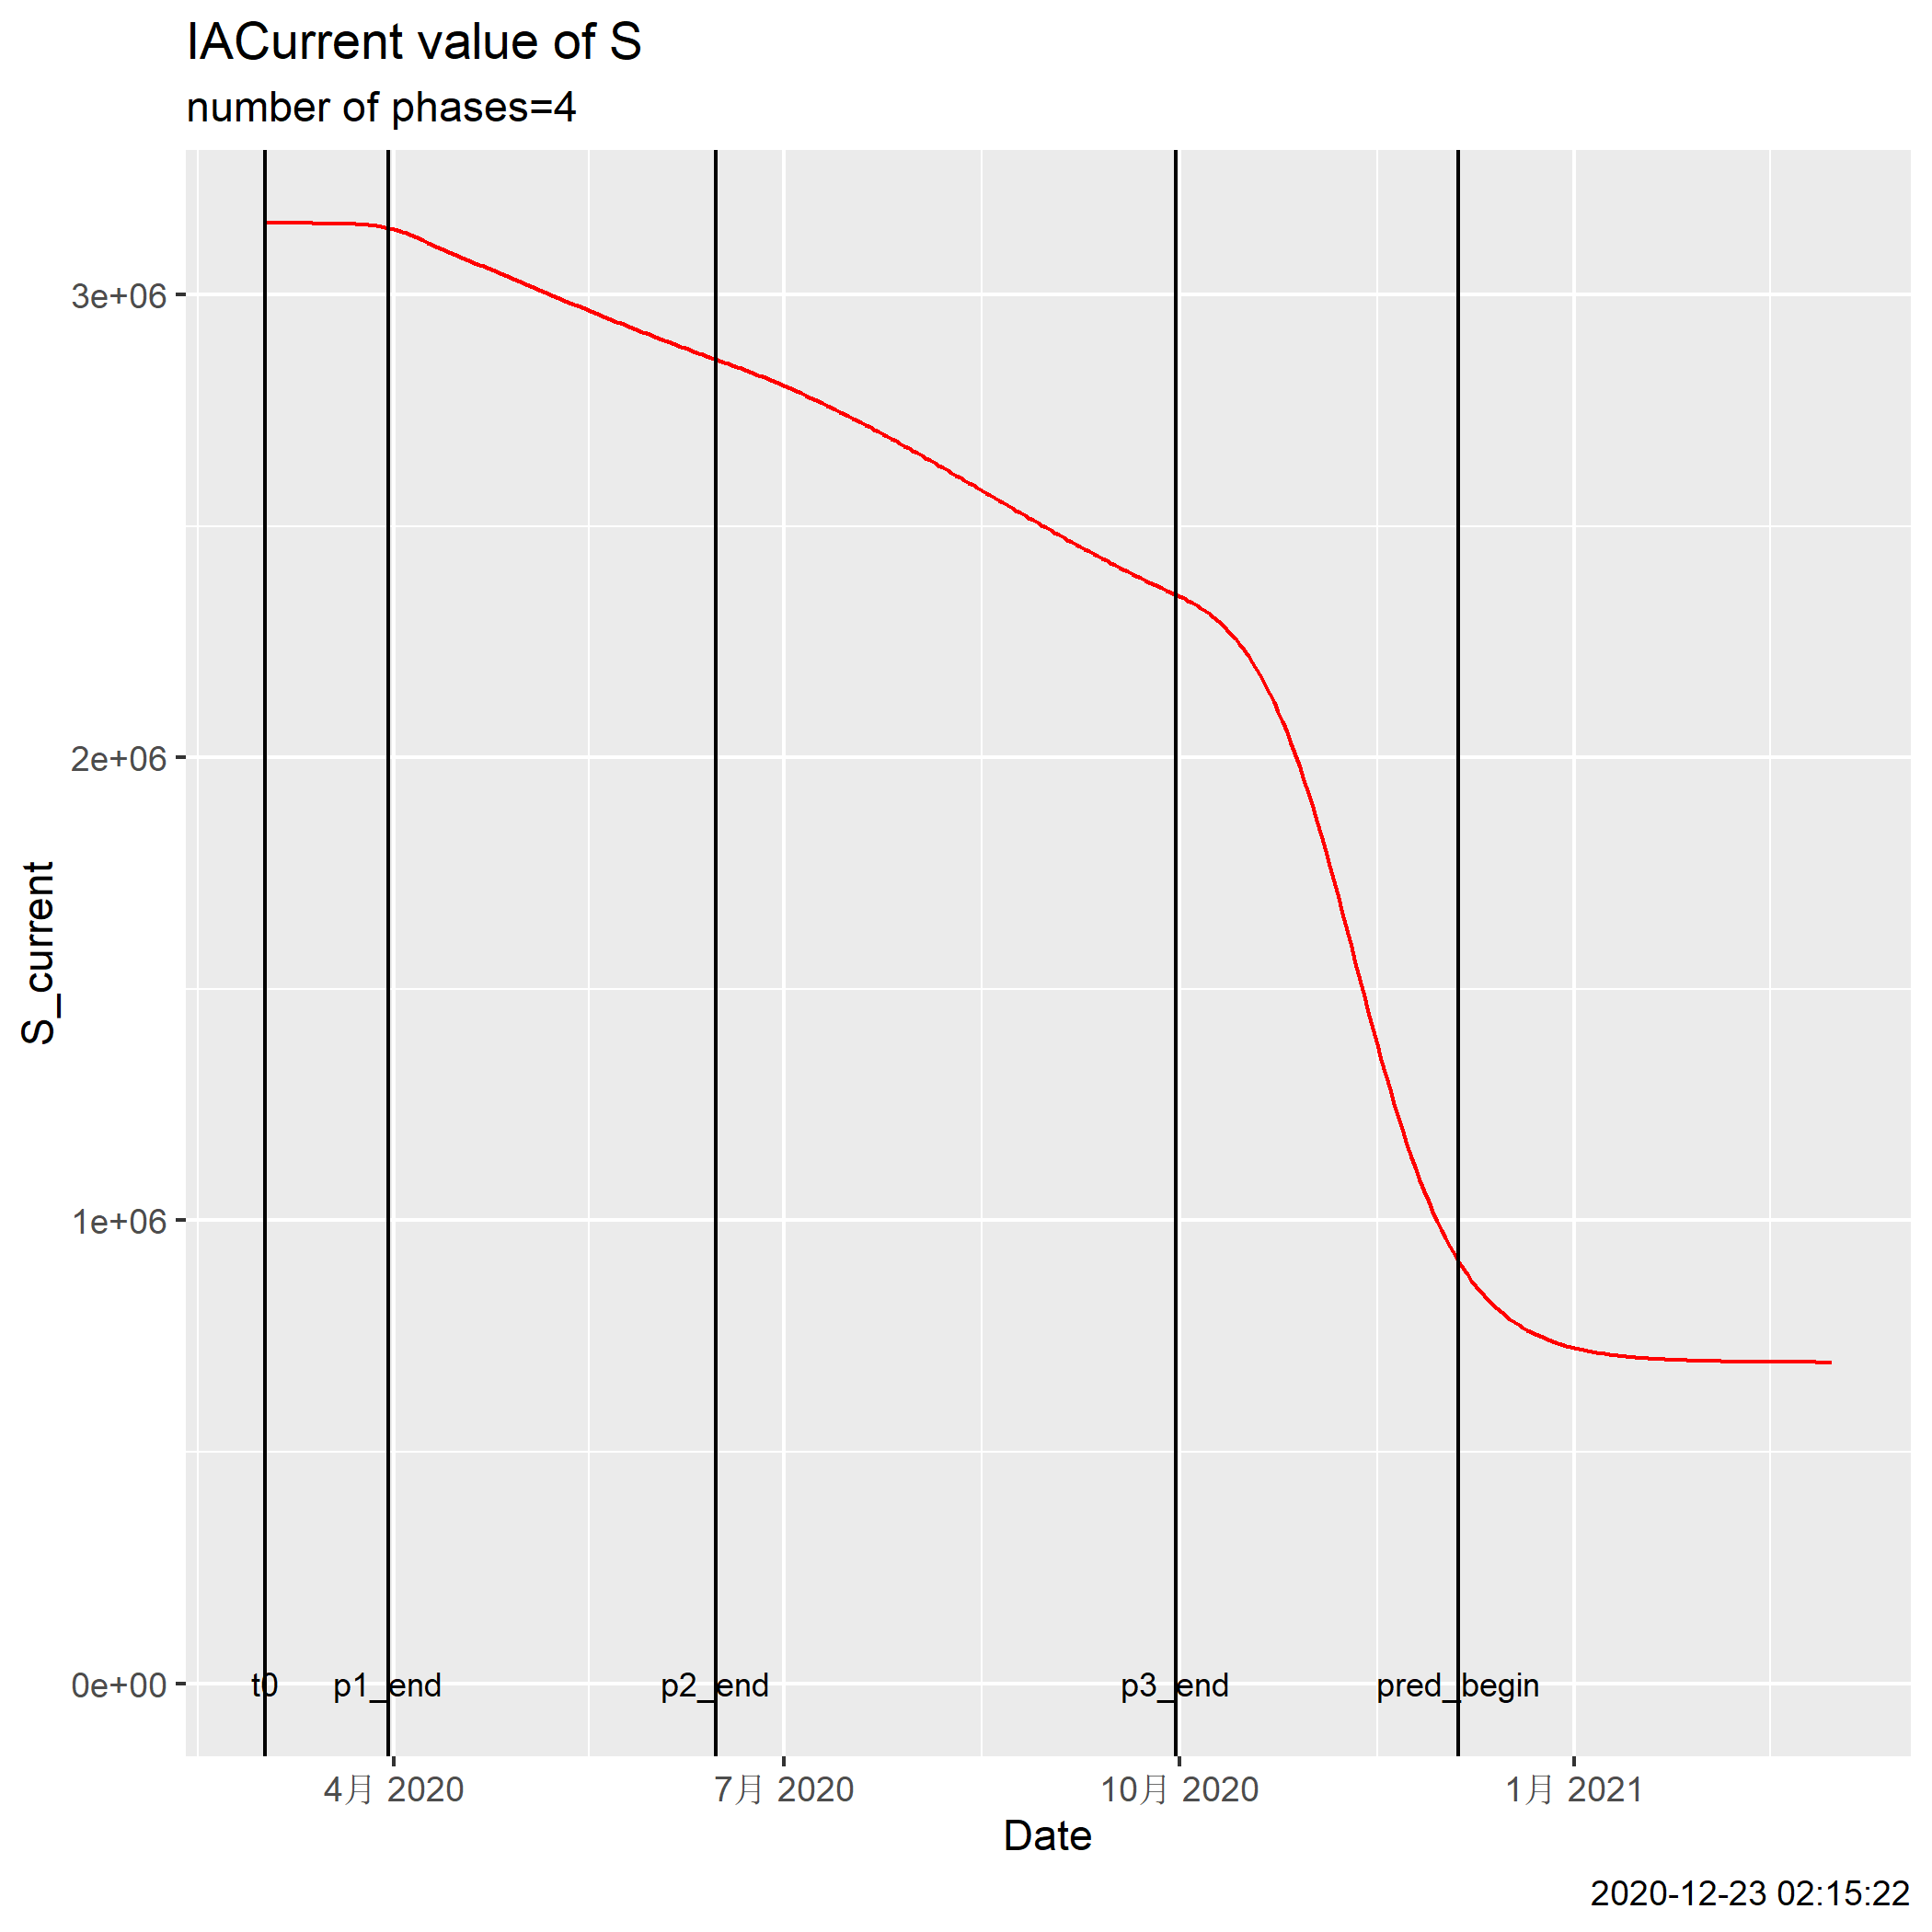 IACurrent value of S
number of phases=4
3e+06
2e+06
1e+06
0e+00
S_current
t0 p1_end p2_end p3_end pred_begin
4月 2020 7月 2020 10月 2020 1月 2021
Date
2020-12-23 02:15:22